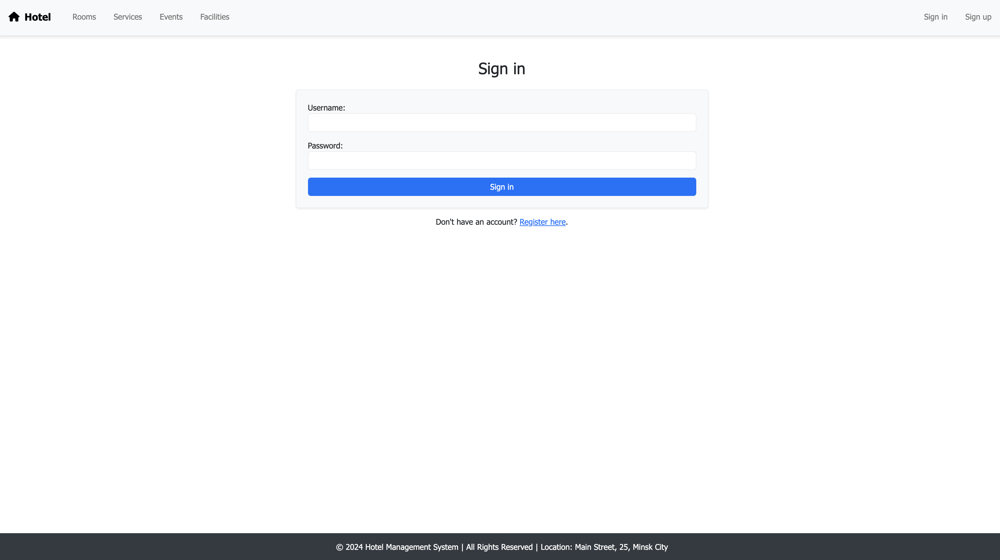 Hotel Rooms Services Events Facilities Sign in Sign up
Sign in
Username:
Password:
Sign in
Don't have an account? Register here.
© 2024 Hotel Management System | All Rights Reserved | Location: Main Street, 25, Minsk City